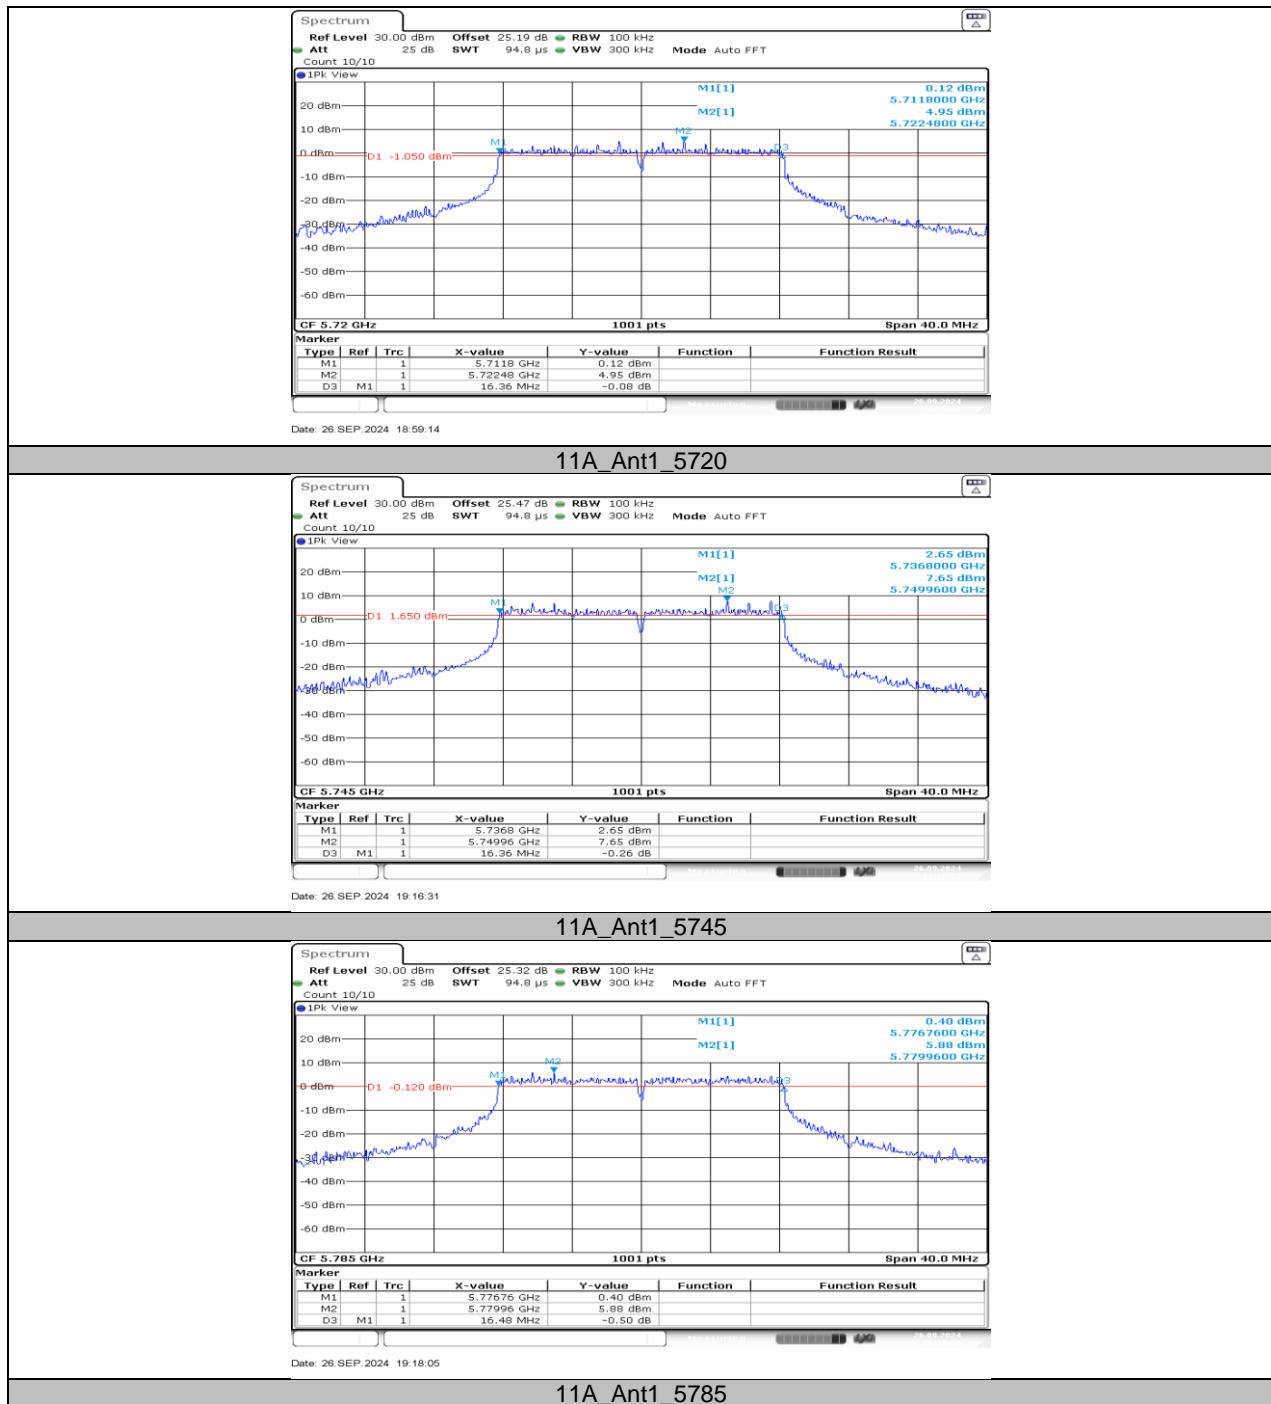 Spectrum
Ref Level 30.00 dBm Offset 25.19 dB RBW 100 kHz
Att 25 dB SWT 94.8 µs VBW 300 kHz Mode Auto FFT
Count 10/10
1Pk View
M1[1] 0.12 dBm
5.7118000 GHz
20 dBm
M2[1] 4.95 dBm
5.7224800 GHz
10 dBm
M2
M1
D3
0 dBm
D1 -1.050 dBm
-10 dBm
-20 dBm
-30 dBm
-40 dBm
-50 dBm
-60 dBm
CF 5.72 GHz 1001 pts Span 40.0 MHz
Marker
Type Ref Trc X-value Y-value Function Function Result
M1 1 5.7118 GHz 0.12 dBm
M2 1 5.72248 GHz 4.95 dBm
D3 M1 1 16.36 MHz -0.08 dB
Date: 26.SEP.2024 18:59:14
11A_Ant1_5720
Spectrum
Ref Level 30.00 dBm Offset 25.47 dB RBW 100 kHz
Att 25 dB SWT 94.8 µs VBW 300 kHz Mode Auto FFT
Count 10/10
1Pk View
M1[1] 2.65 dBm
5.7368000 GHz
20 dBm
M2[1] 7.65 dBm
5.7499600 GHz
M2
10 dBm
M1
D3
0 dBm
D1 1.650 dBm
-10 dBm
-20 dBm
-30 dBm
-40 dBm
-50 dBm
-60 dBm
CF 5.745 GHz 1001 pts Span 40.0 MHz
Marker
Type Ref Trc X-value Y-value Function Function Result
M1 1 5.7368 GHz 2.65 dBm
M2 1 5.74996 GHz 7.65 dBm
D3 M1 1 16.36 MHz -0.26 dB
Date: 26.SEP.2024 19:16:31
11A_Ant1_5745
Spectrum
Ref Level 30.00 dBm Offset 25.32 dB RBW 100 kHz
Att 25 dB SWT 94.8 µs VBW 300 kHz Mode Auto FFT
Count 10/10
1Pk View
M1[1] 0.40 dBm
5.7767600 GHz
20 dBm
M2[1] 5.88 dBm
5.7799600 GHz
10 dBm
M2
M1
D3
0 dBm
D1 -0.120 dBm
-10 dBm
-20 dBm
-30 dBm
-40 dBm
-50 dBm
-60 dBm
CF 5.785 GHz 1001 pts Span 40.0 MHz
Marker
Type Ref Trc X-value Y-value Function Function Result
M1 1 5.77676 GHz 0.40 dBm
M2 1 5.77996 GHz 5.88 dBm
D3 M1 1 16.48 MHz -0.50 dB
Date: 26.SEP.2024 19:18:05
11A_Ant1_5785